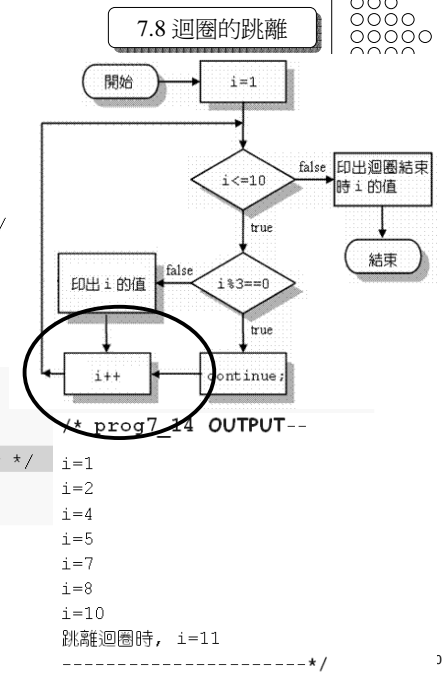 7.8 迴圈的跳離
開始
i=1
i<=10
false
印出迴圈結束
時 i 的值
true
結束
/
印出 i 的值
false
i%3==0
true
i++
continue;
/* prog7_14 OUTPUT--
*/
i=1
i=2
i=4
i=5
i=7
i=8
i=10
跳離迴圈時, i=11
-----------------------*/